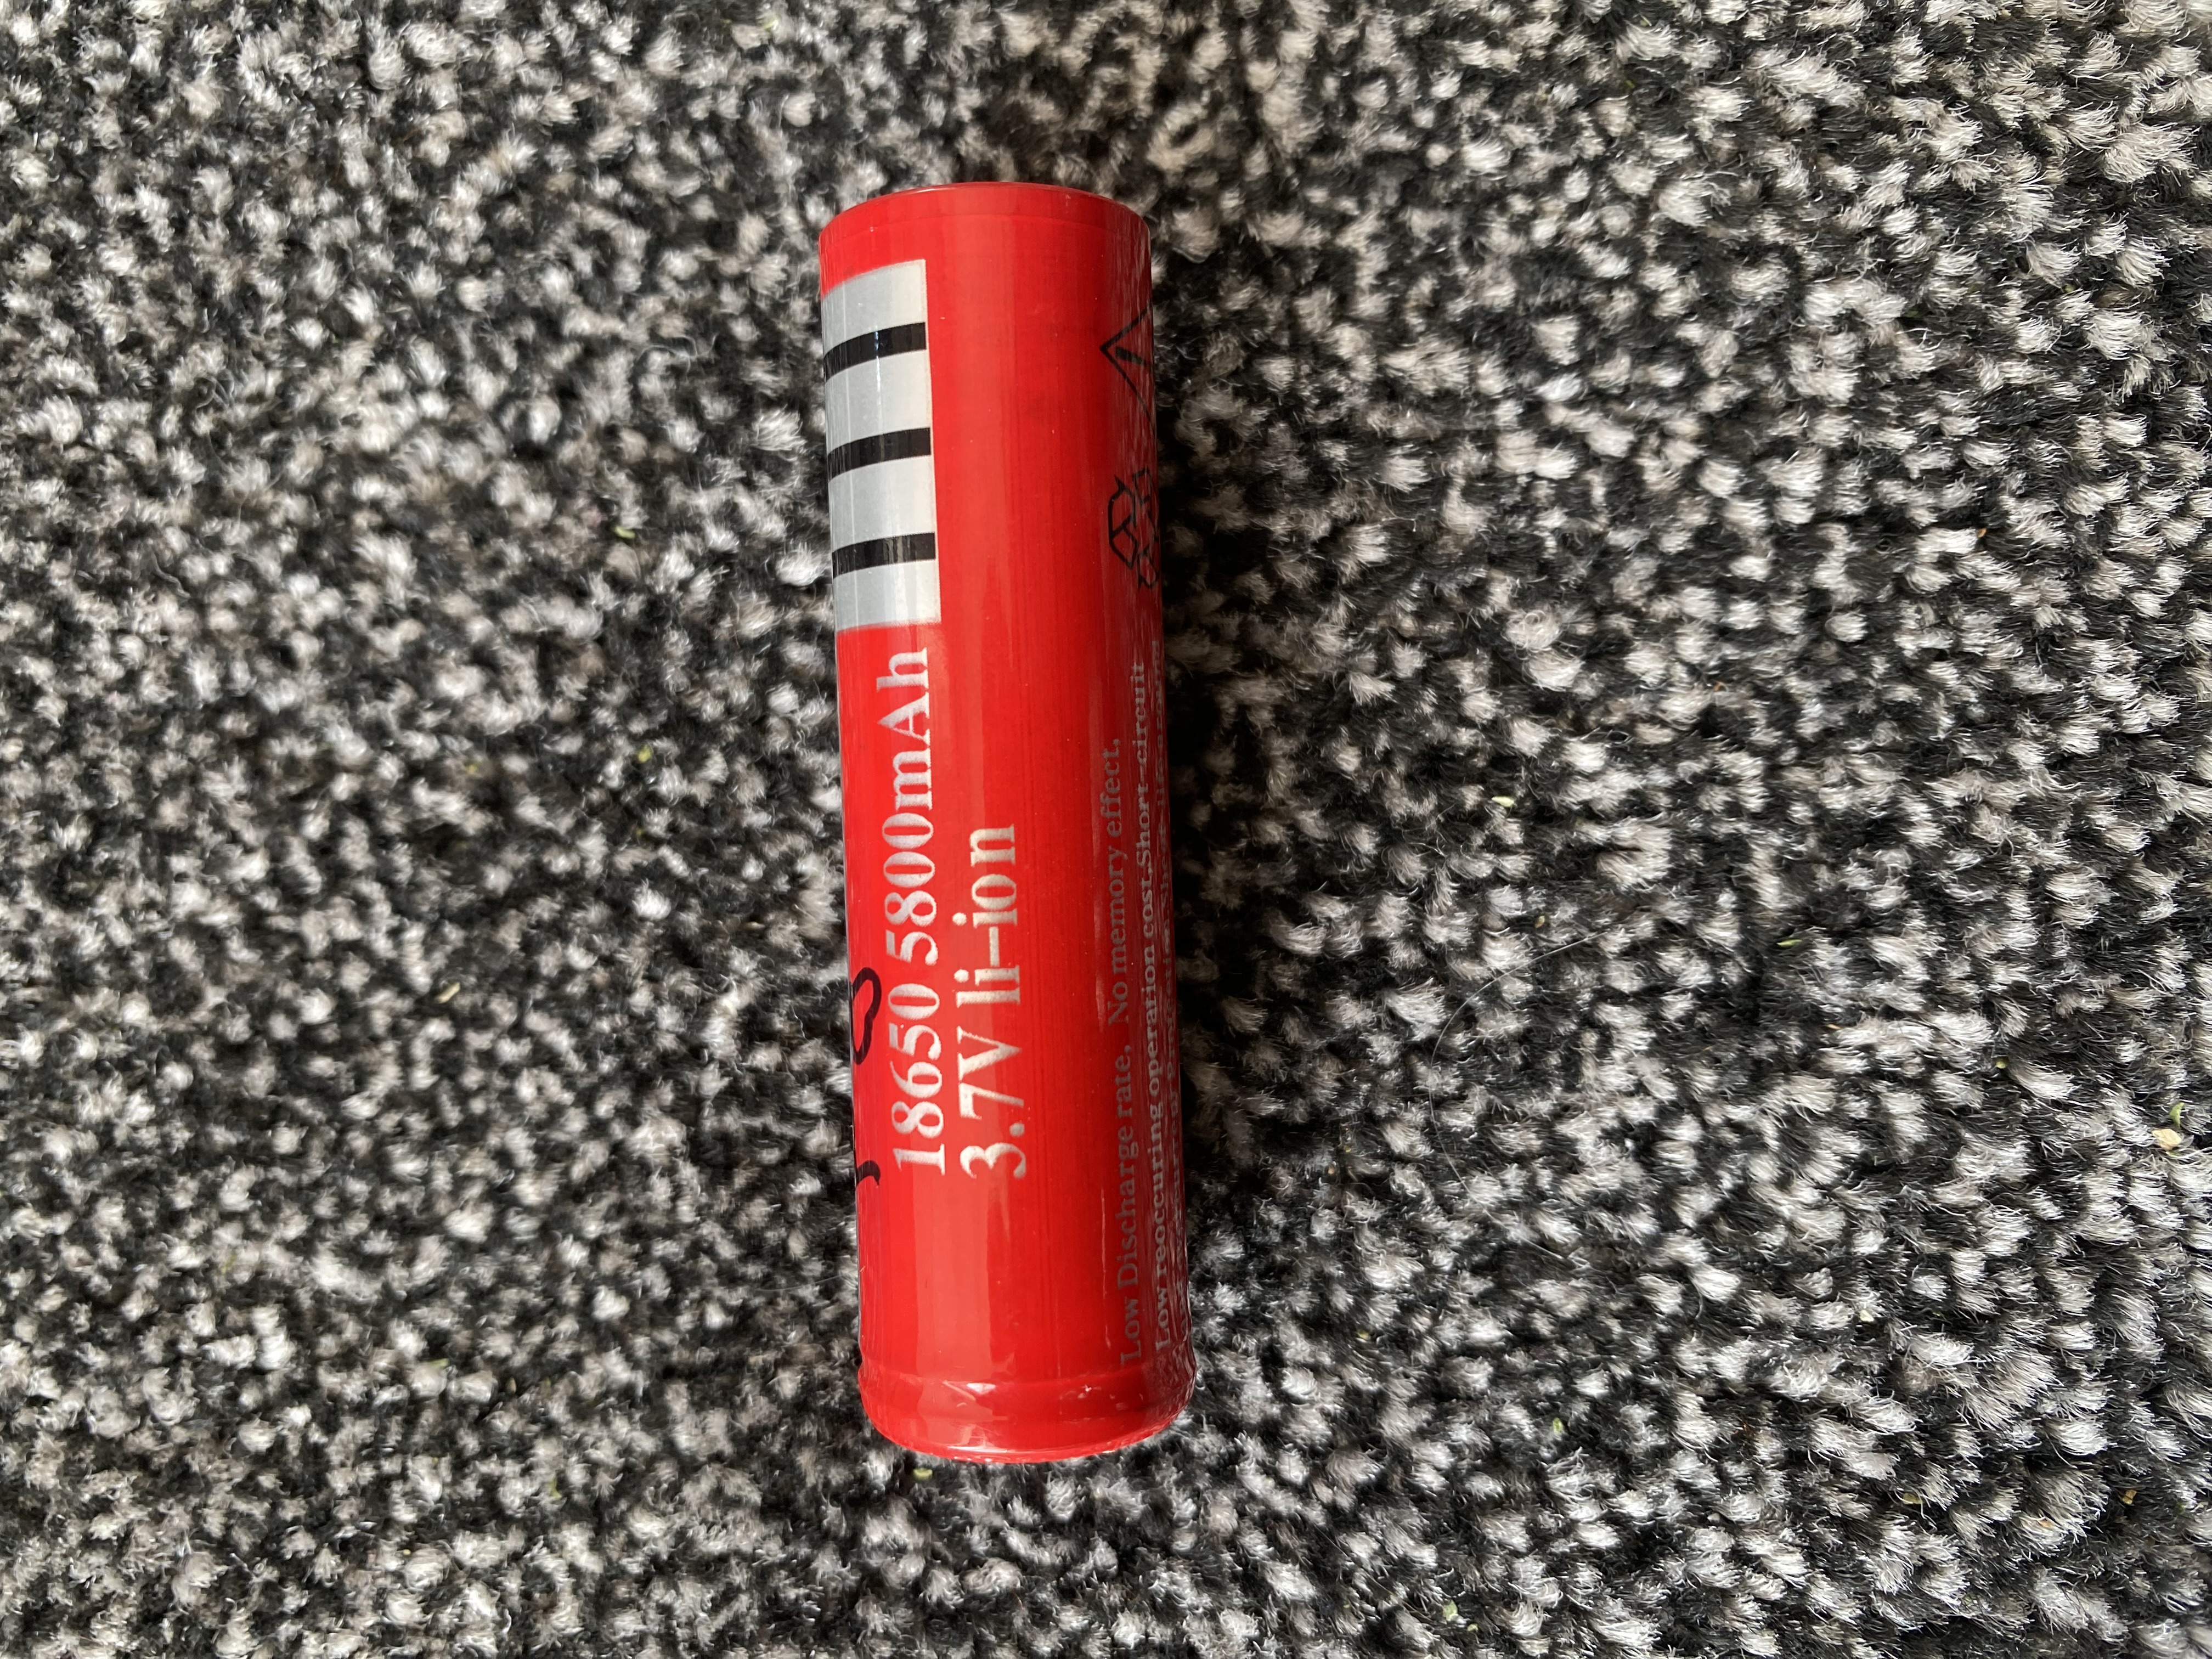 18650 5800mAh
3.7V li-ion
Low Discharge rate. No memory effect.
Low reoccuring operation cost.Short-circuit